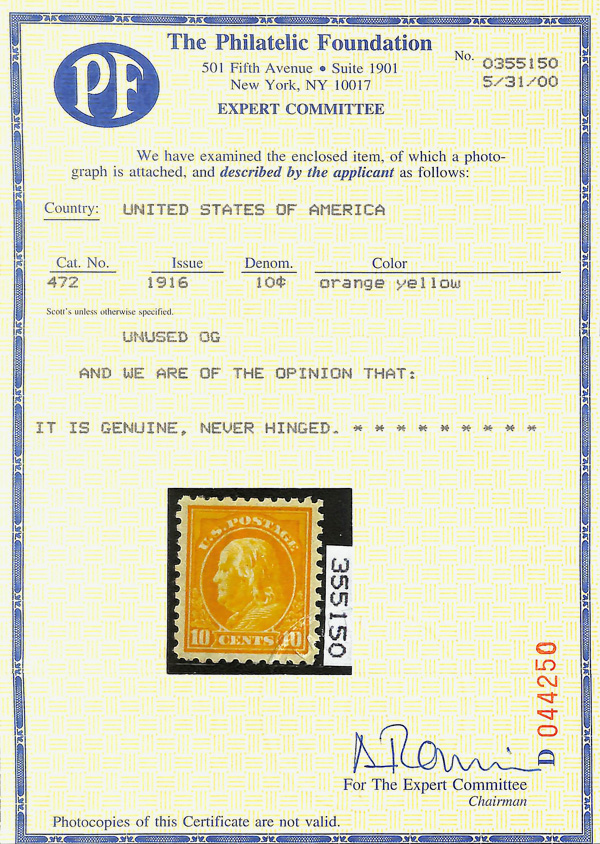 PF
The Philatelic Foundation
501 Fifth Avenue • Suite 1901
New York, NY 10017
EXPERT COMMITTEE
No. 0355150
5/31/00
We have examined the enclosed item, of which a photo-
graph is attached, and described by the applicant as follows:
Country: UNITED STATES OF AMERICA
Cat. No. Issue Denom. Color
472 1916 10¢ orange yellow
Scott's unless otherwise specified.
UNUSED OG
AND WE ARE OF THE OPINION THAT:
IT IS GENUINE, NEVER HINGED. * * * * * * * * *
U.S. POSTAGE
10 CENTS 10
355150
D 044250
For The Expert Committee
Chairman
Photocopies of this Certificate are not valid.